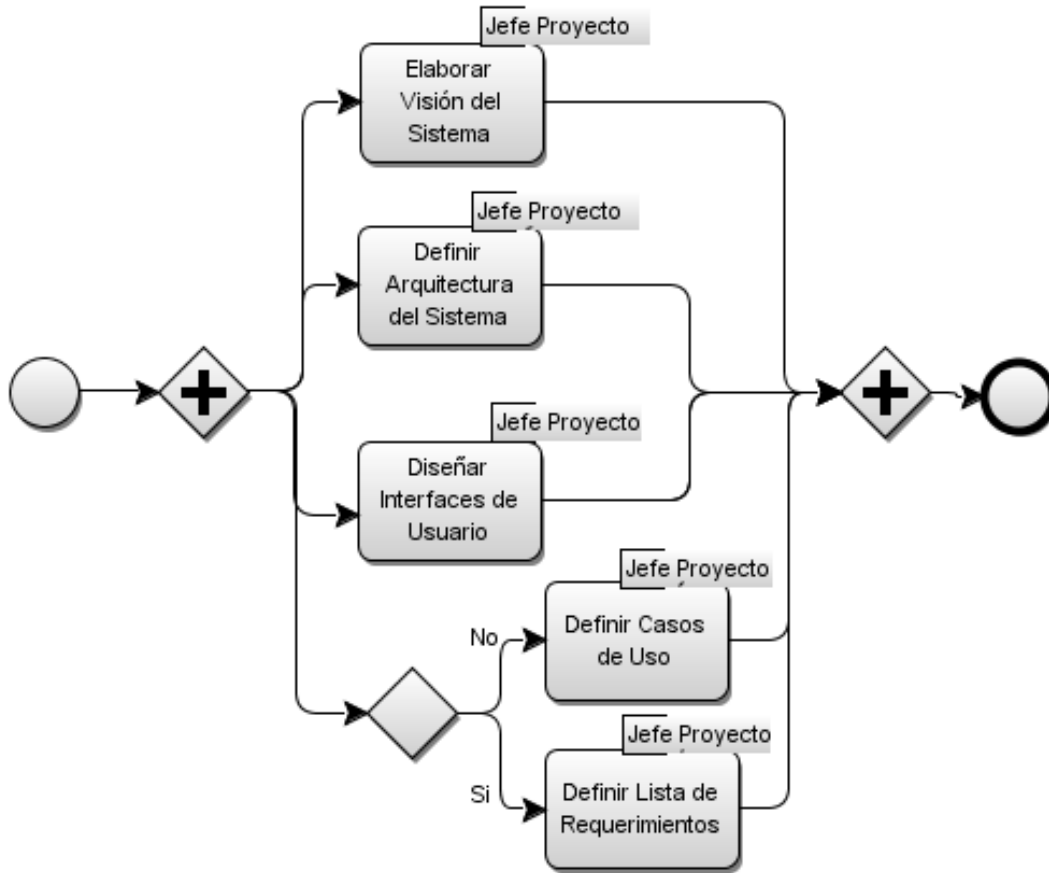 Jefe Proyecto
Elaborar
Visión del
Sistema
Jefe Proyecto
Definir
Arquitectura
del Sistema
Jefe Proyecto
Diseñar
Interfaces de
Usuario
Jefe Proyecto
No
Definir Casos
de Uso
Jefe Proyecto
Si
Definir Lista de
Requerimientos